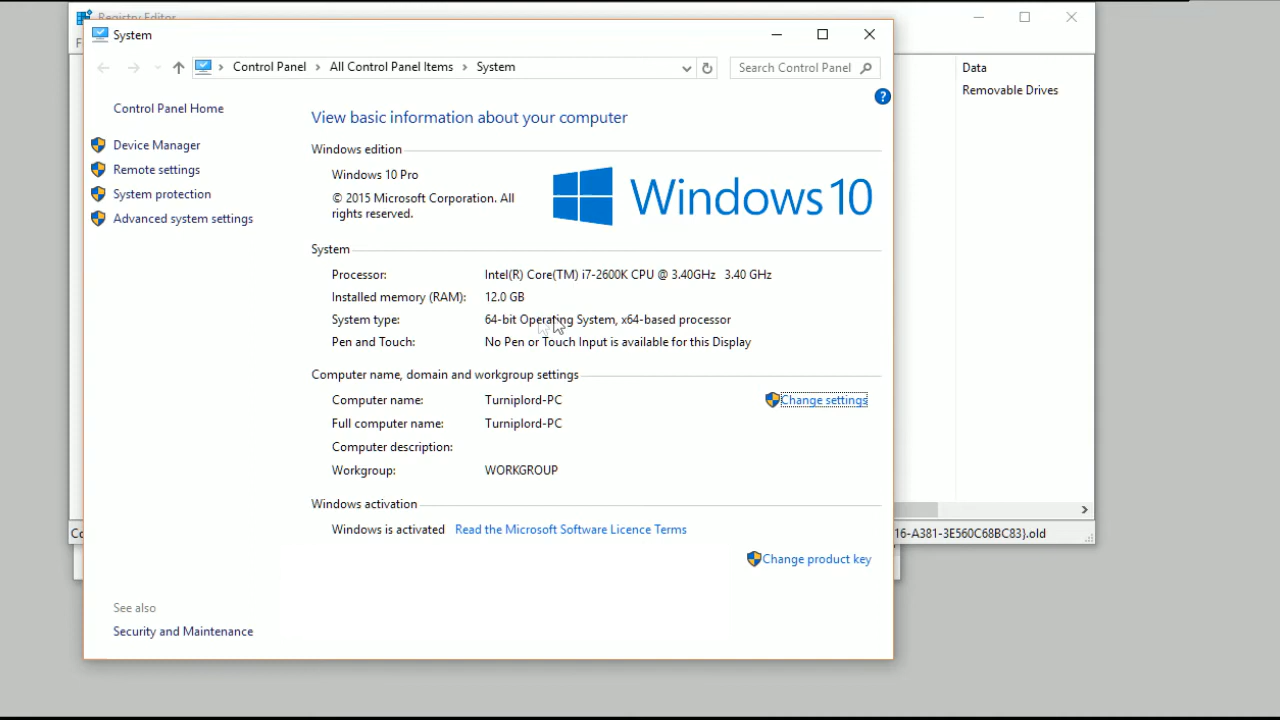 Registry Editor
System
F
Control Panel > All Control Panel Items > System
Search Control Panel
Data
Removable Drives
Control Panel Home
Device Manager
Remote settings
System protection
Advanced system settings
?
View basic information about your computer
Windows edition
Windows 10 Pro
© 2015 Microsoft Corporation. All
rights reserved.
Windows 10
System
Processor: Intel(R) Core(TM) i7-2600K CPU @ 3.40GHz 3.40 GHz
Installed memory (RAM): 12.0 GB
System type: 64-bit Operating System, x64-based processor
Pen and Touch: No Pen or Touch Input is available for this Display
Computer name, domain and workgroup settings
Computer name: Turniplord-PC
Change settings
Full computer name: Turniplord-PC
Computer description:
Workgroup: WORKGROUP
Windows activation
Windows is activated Read the Microsoft Software Licence Terms
Co
16-A381-3E560C68BC83}.old
Change product key
See also
Security and Maintenance